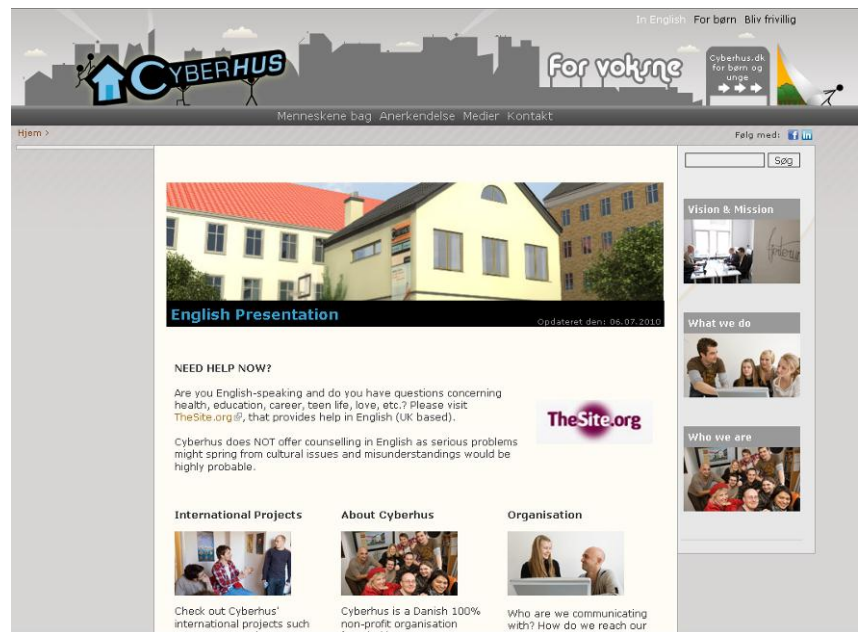 In English For børn Bliv frivillig
CYBERHUS
For voksne
Cyberhus.dk
for børn og
unge
Menneskene bag Anerkendelse Medier Kontakt
Hjem >
Følg med:
Søg
English Presentation
Opdateret den: 06.07.2010
Vision & Mission
What we do
Who we are
NEED HELP NOW?
Are you English-speaking and do you have questions concerning
health, education, career, teen life, love, etc.? Please visit
TheSite.org, that provides help in English (UK based).
TheSite.org
Cyberhus does NOT offer counselling in English as serious problems
might spring from cultural issues and misunderstandings would be
highly probable.
International Projects
Check out Cyberhus'
international projects such
About Cyberhus
Cyberhus is a Danish 100%
non-profit organisation
Organisation
Who are we communicating
with? How do we reach our